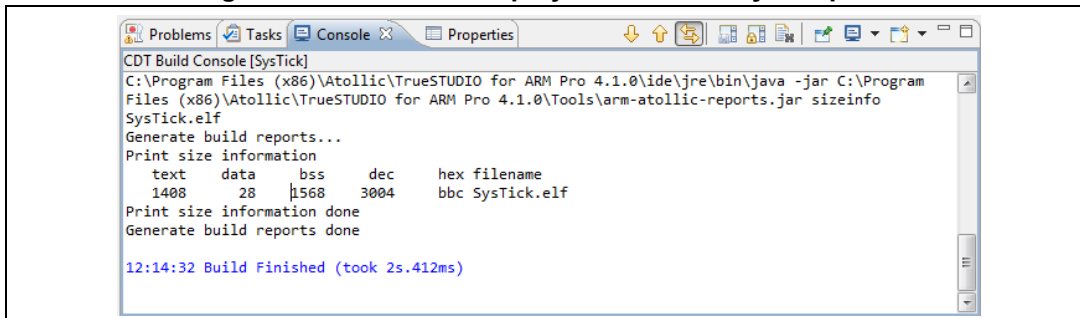 Problems Tasks Console Properties
CDT Build Console [SysTick]
C:\Program Files (x86)\Atollic\TrueSTUDIO for ARM Pro 4.1.0\ide\jre\bin\java -jar C:\Program
Files (x86)\Atollic\TrueSTUDIO for ARM Pro 4.1.0\Tools\arm-atollic-reports.jar sizeinfo
SysTick.elf
Generate build reports...
Print size information
text data bss dec hex filename
1408 28 1568 3004 bbc SysTick.elf
Print size information done
Generate build reports done
12:14:32 Build Finished (took 2s.412ms)